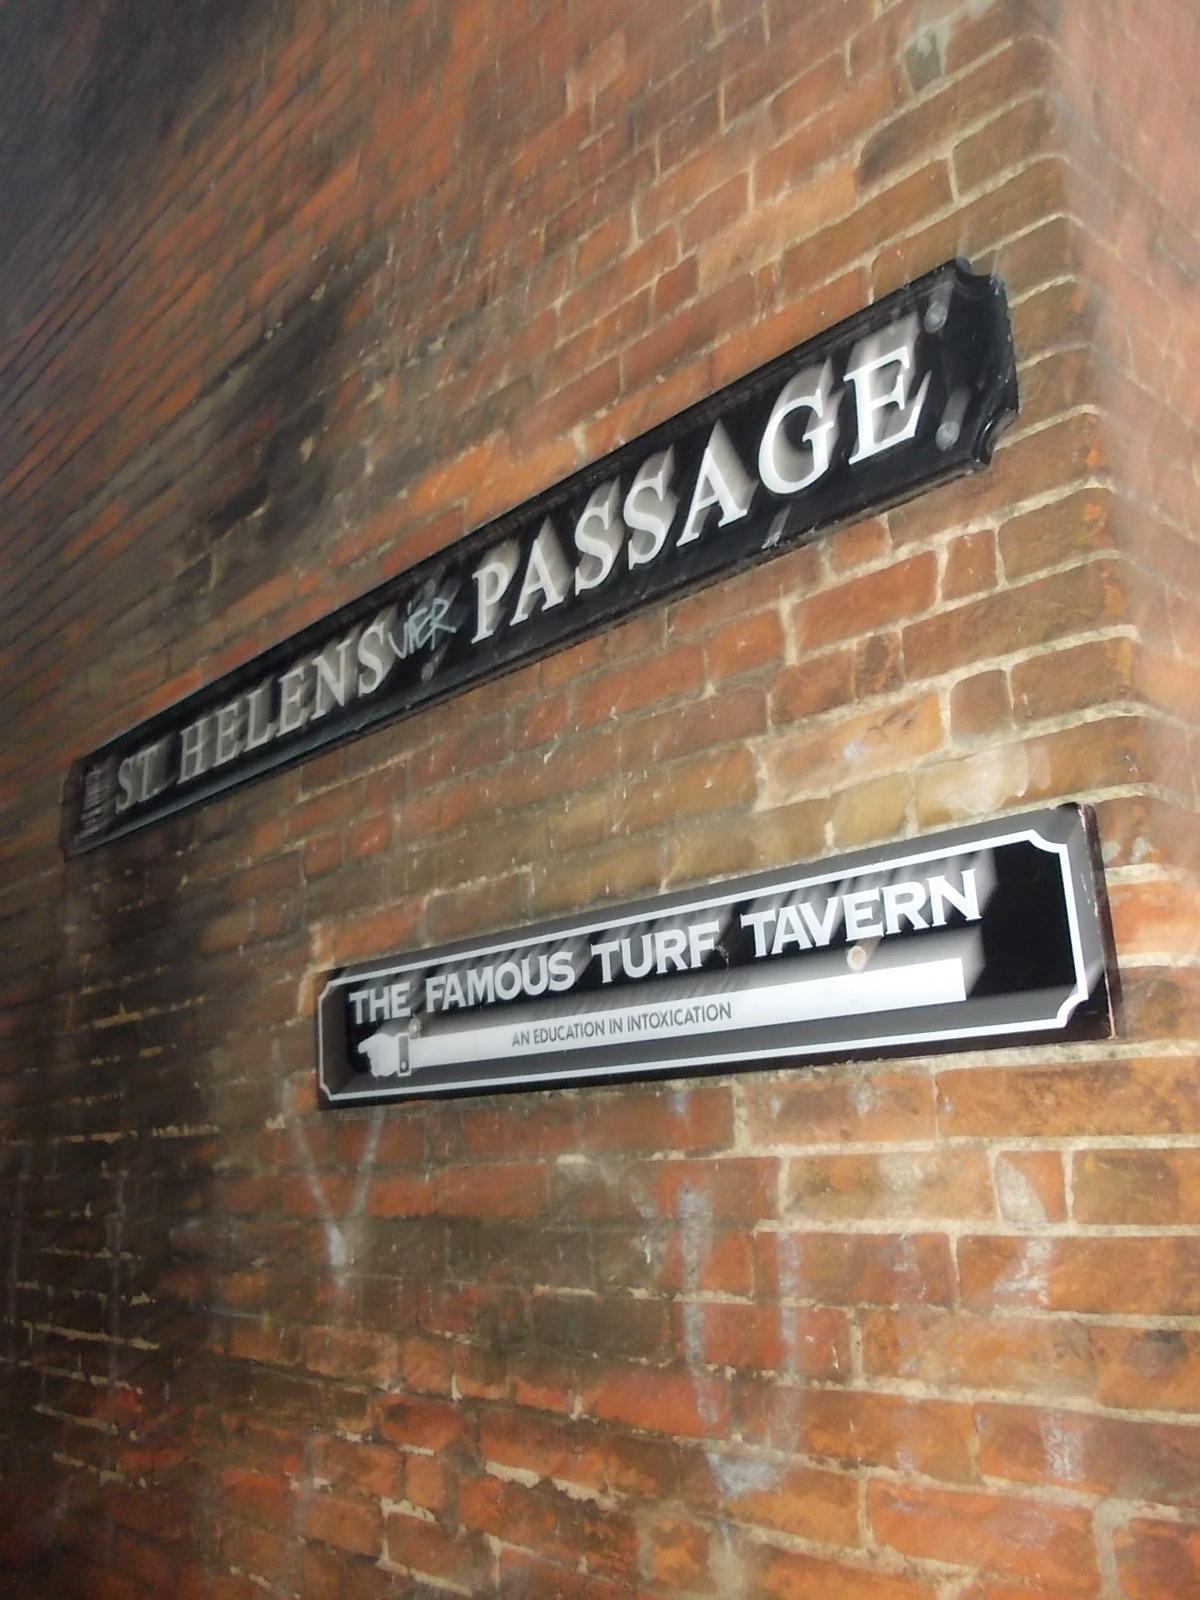 ST. HELENS PASSAGE
THE FAMOUS TURF TAVERN
AN EDUCATION IN INTOXICATION